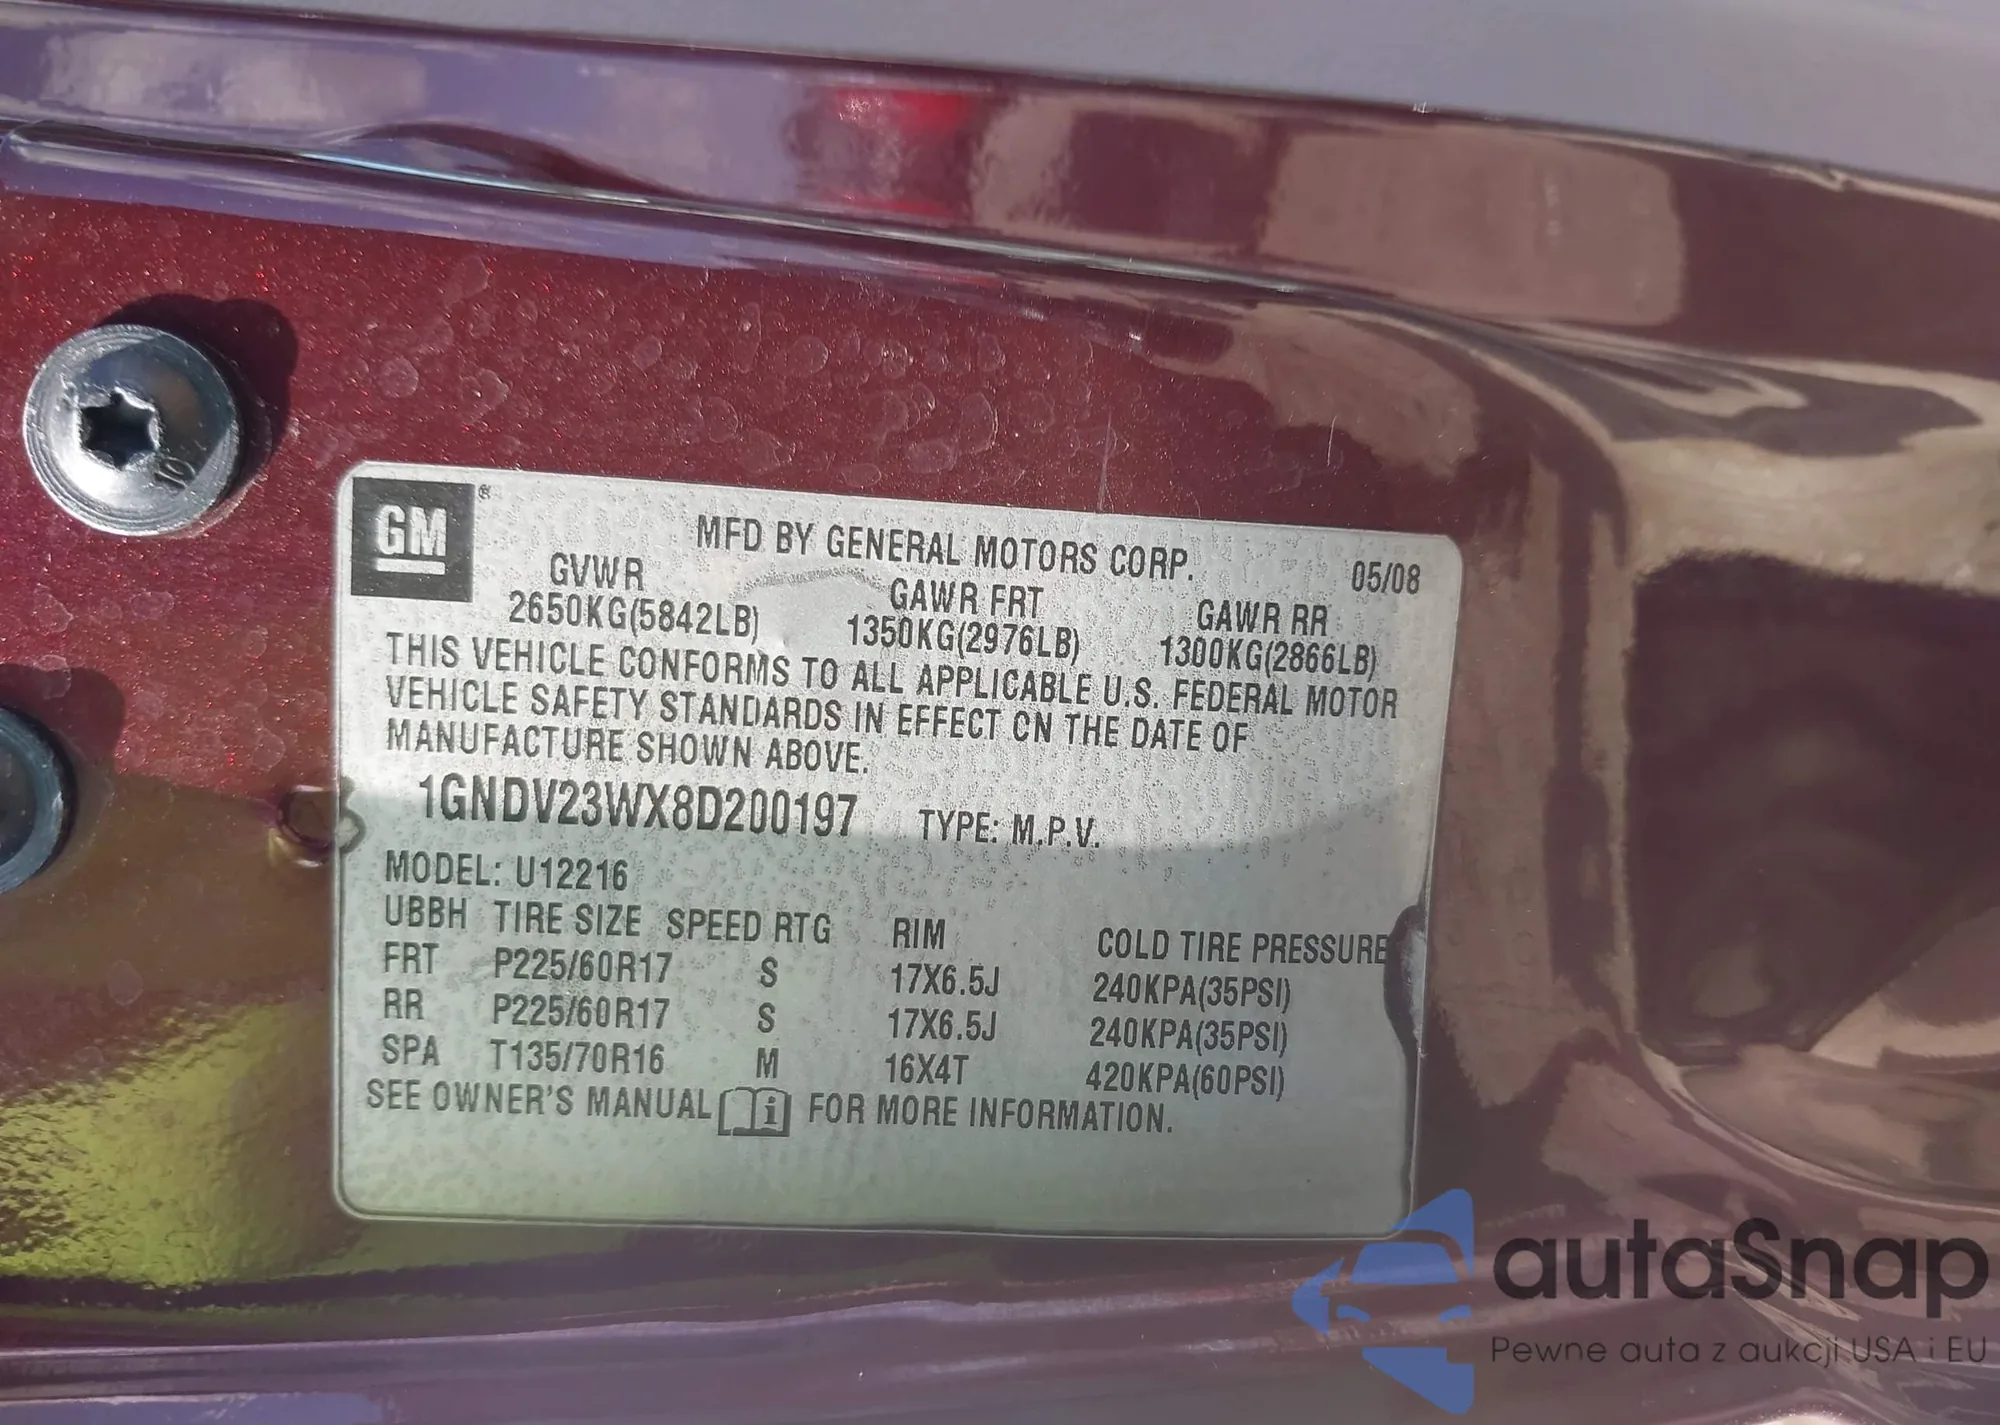 10
GM®
MFD BY GENERAL MOTORS CORP. 05/08
GVWR GAWR FRT GAWR RR
2650KG(5842LB) 1350KG(2976LB) 1300KG(2866LB)
THIS VEHICLE CONFORMS TO ALL APPLICABLE U.S. FEDERAL MOTOR
VEHICLE SAFETY STANDARDS IN EFFECT ON THE DATE OF
MANUFACTURE SHOWN ABOVE.
1GNDV23WX8D200197 TYPE: M.P.V.
MODEL: U12216
UBBH TIRE SIZE SPEED RTG RIM COLD TIRE PRESSURE
FRT P225/60R17 S 17X6.5J 240KPA(35PSI)
RR P225/60R17 S 17X6.5J 240KPA(35PSI)
SPA T135/70R16 M 16X4T 420KPA(60PSI)
SEE OWNER'S MANUAL i FOR MORE INFORMATION.
autaSnap
Pewne auta z aukcji USA i EU